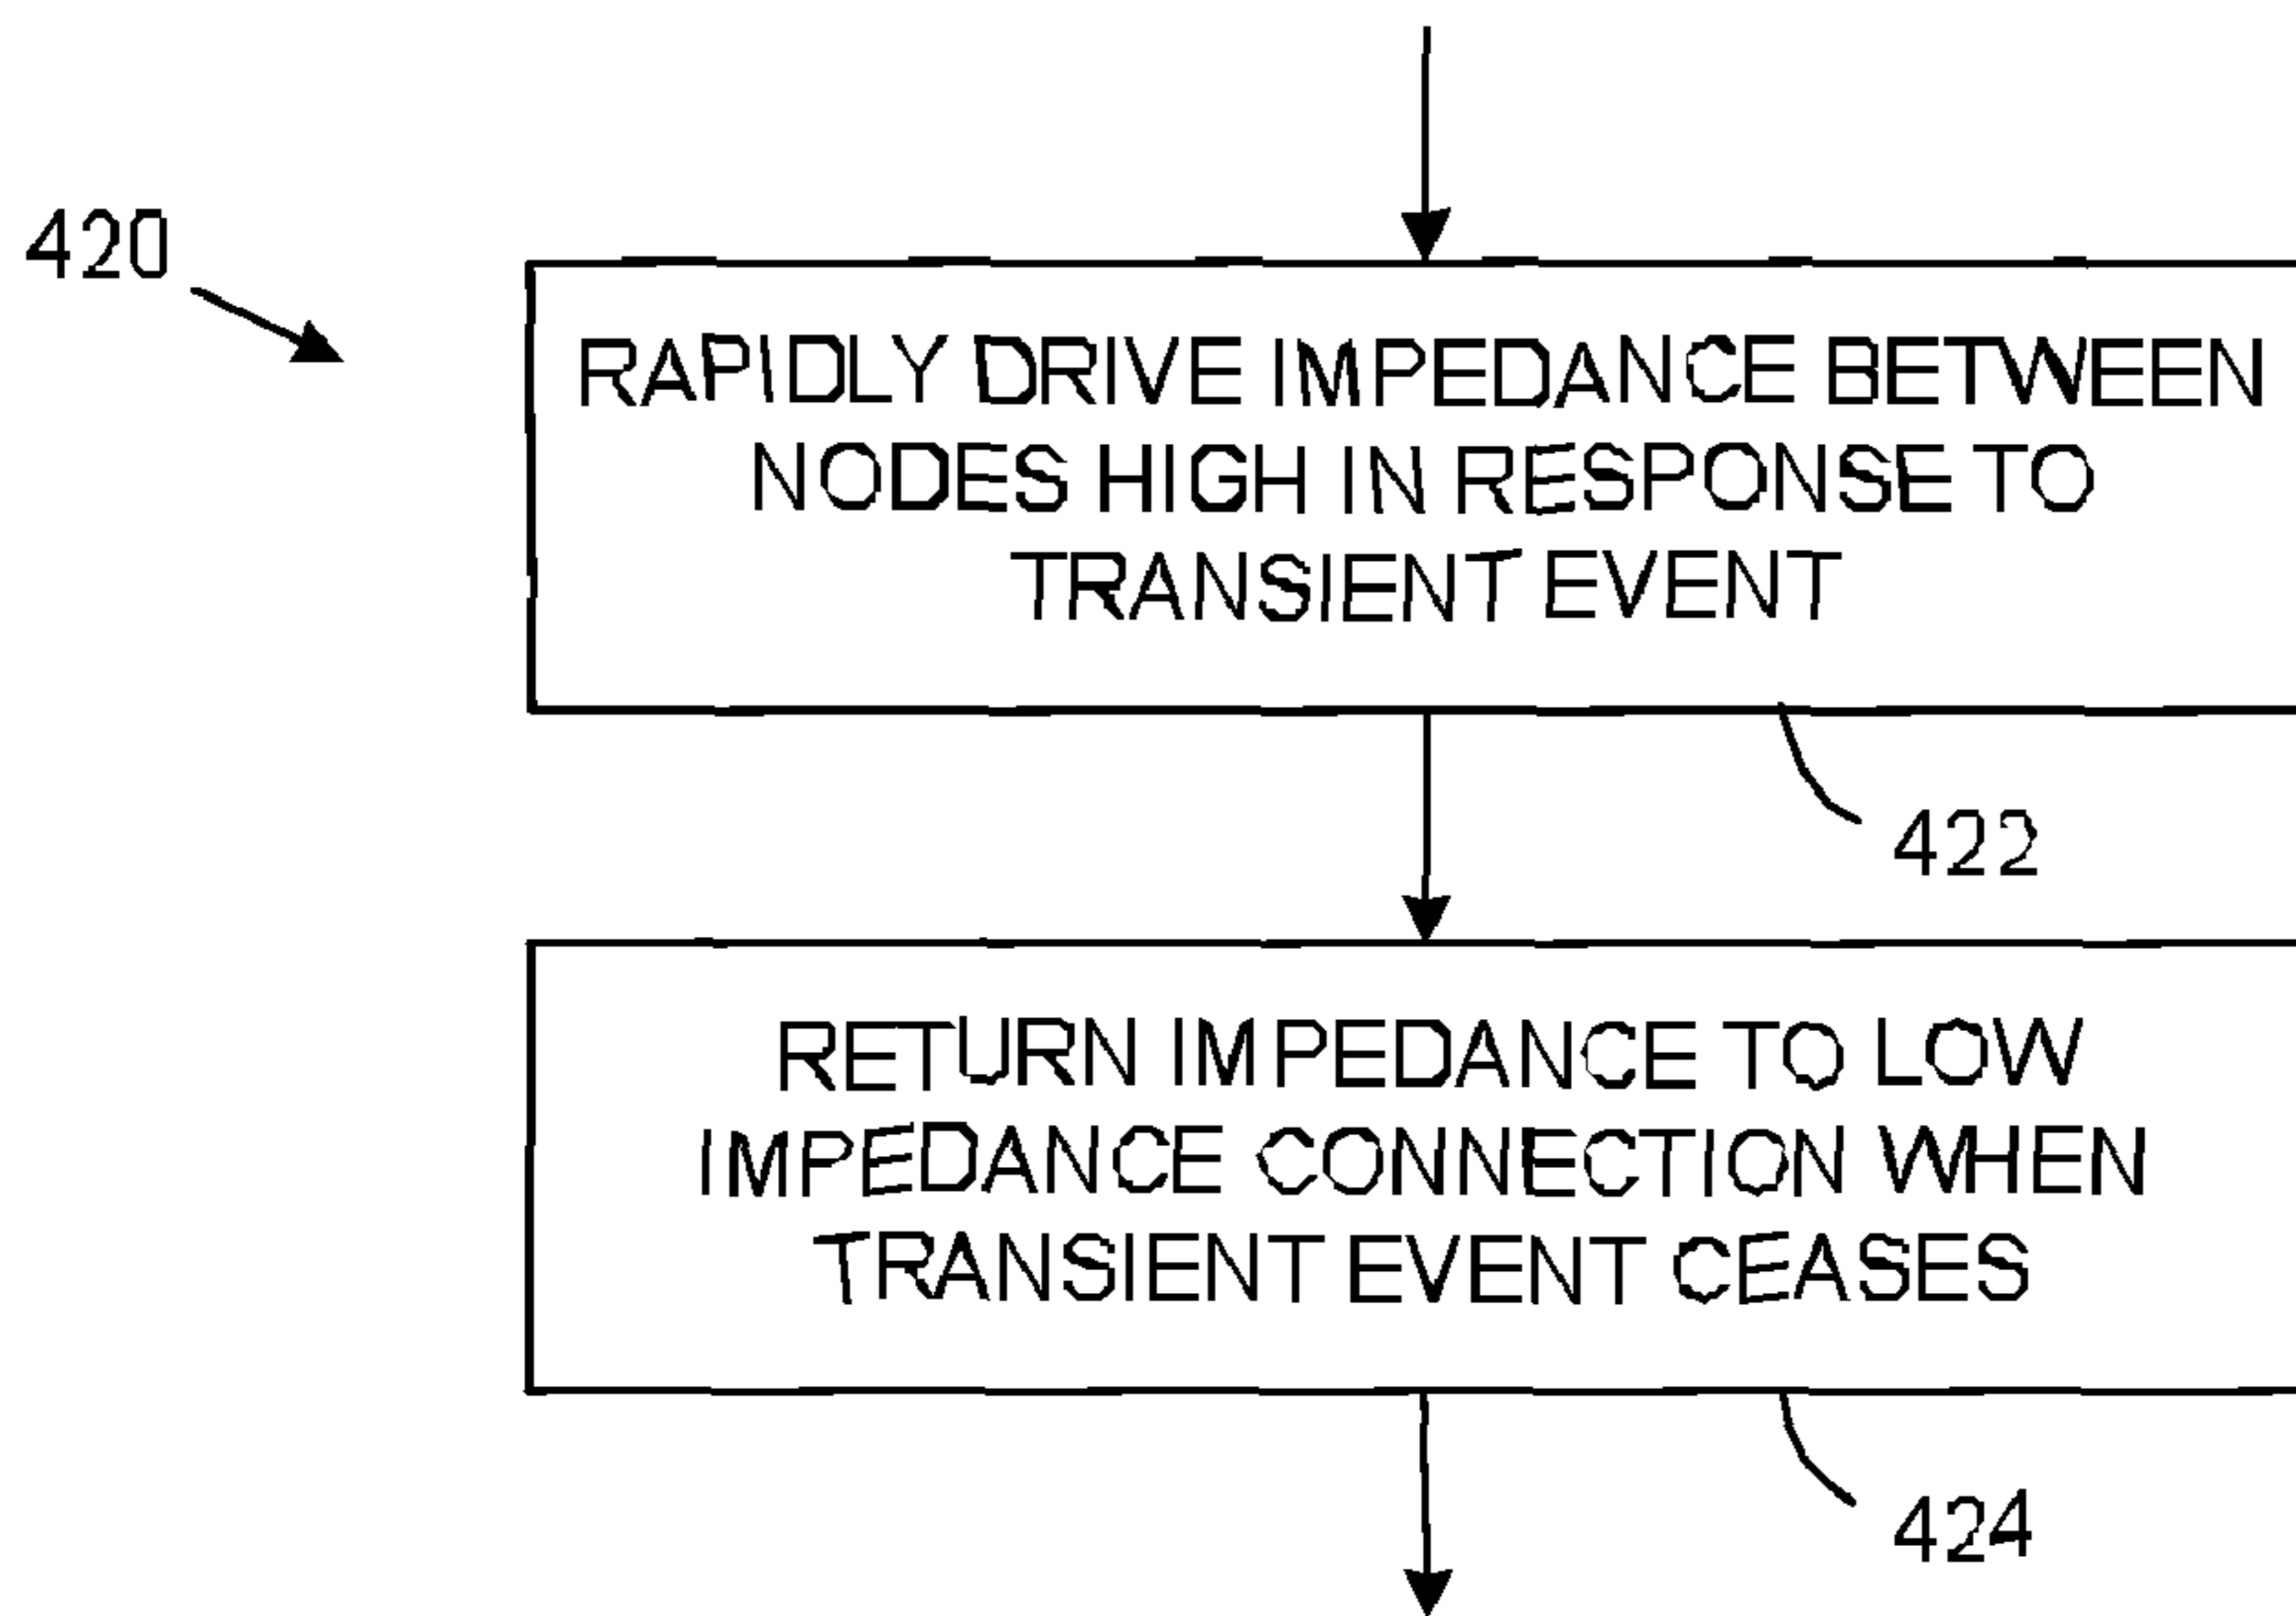 420
RAPIDLY DRIVE IMPEDANCE BETWEEN
NODES HIGH IN RESPONSE TO
TRANSIENT EVENT
422
RETURN IMPEDANCE TO LOW
IMPEDANCE CONNECTION WHEN
TRANSIENT EVENT CEASES
424